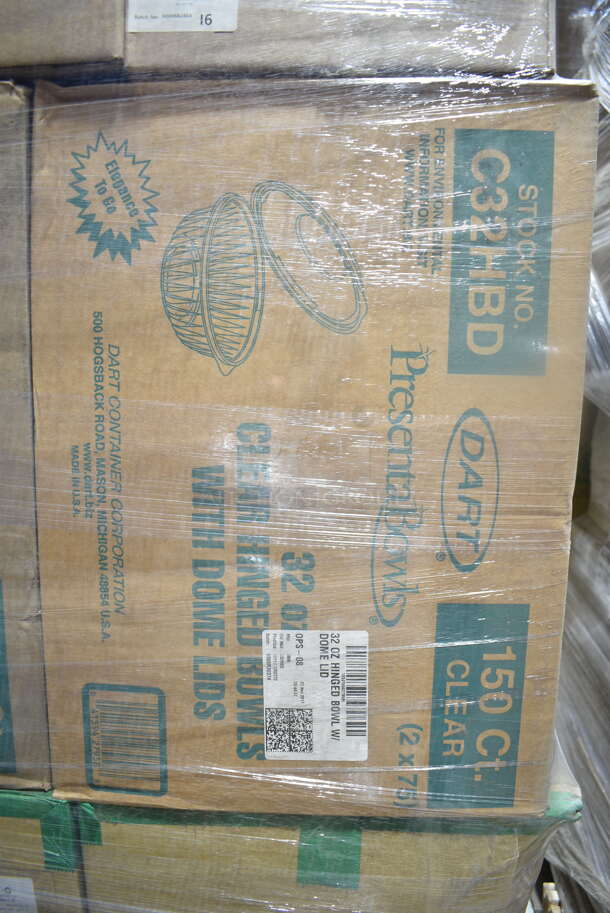 16
STOCK NO.
C32HBD
DART®
150 Ct.
CLEAR
(2 x 75)
FOR ENVIRONMENTAL
INFORMATION
PresentaBowls®
32 OZ
CLEAR HINGED BOWLS
WITH DOME LIDS
Elegance
To Go
DART CONTAINER CORPORATION
500 HOGSBACK ROAD, MASON, MICHIGAN 48854 U.S.A.
www.dart.biz
MADE IN U.S.A.
32 OZ HINGED BOWL W/
DOME LID
OPS - 08